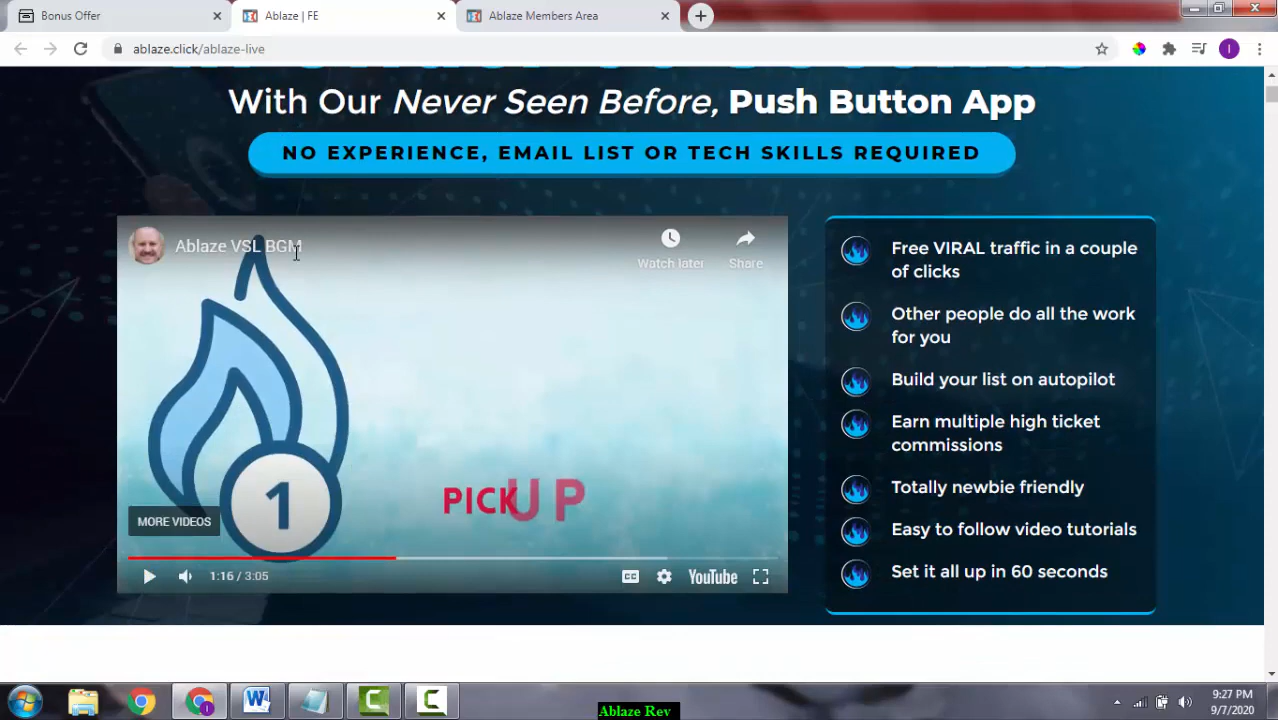 Bonus Offer
Ablaze | FE
Ablaze Members Area
ablaze.click/ablaze-live
With Our Never Seen Before, Push Button App
NO EXPERIENCE, EMAIL LIST OR TECH SKILLS REQUIRED
Ablaze VSL BGM
Watch later
Share
1
PICK UP
MORE VIDEOS
1:16 / 3:05
CC
YouTube
Free VIRAL traffic in a couple
of clicks
Other people do all the work
for you
Build your list on autopilot
Earn multiple high ticket
commissions
Totally newbie friendly
Easy to follow video tutorials
Set it all up in 60 seconds
9:27 PM
9/7/2020
Ablaze Rev